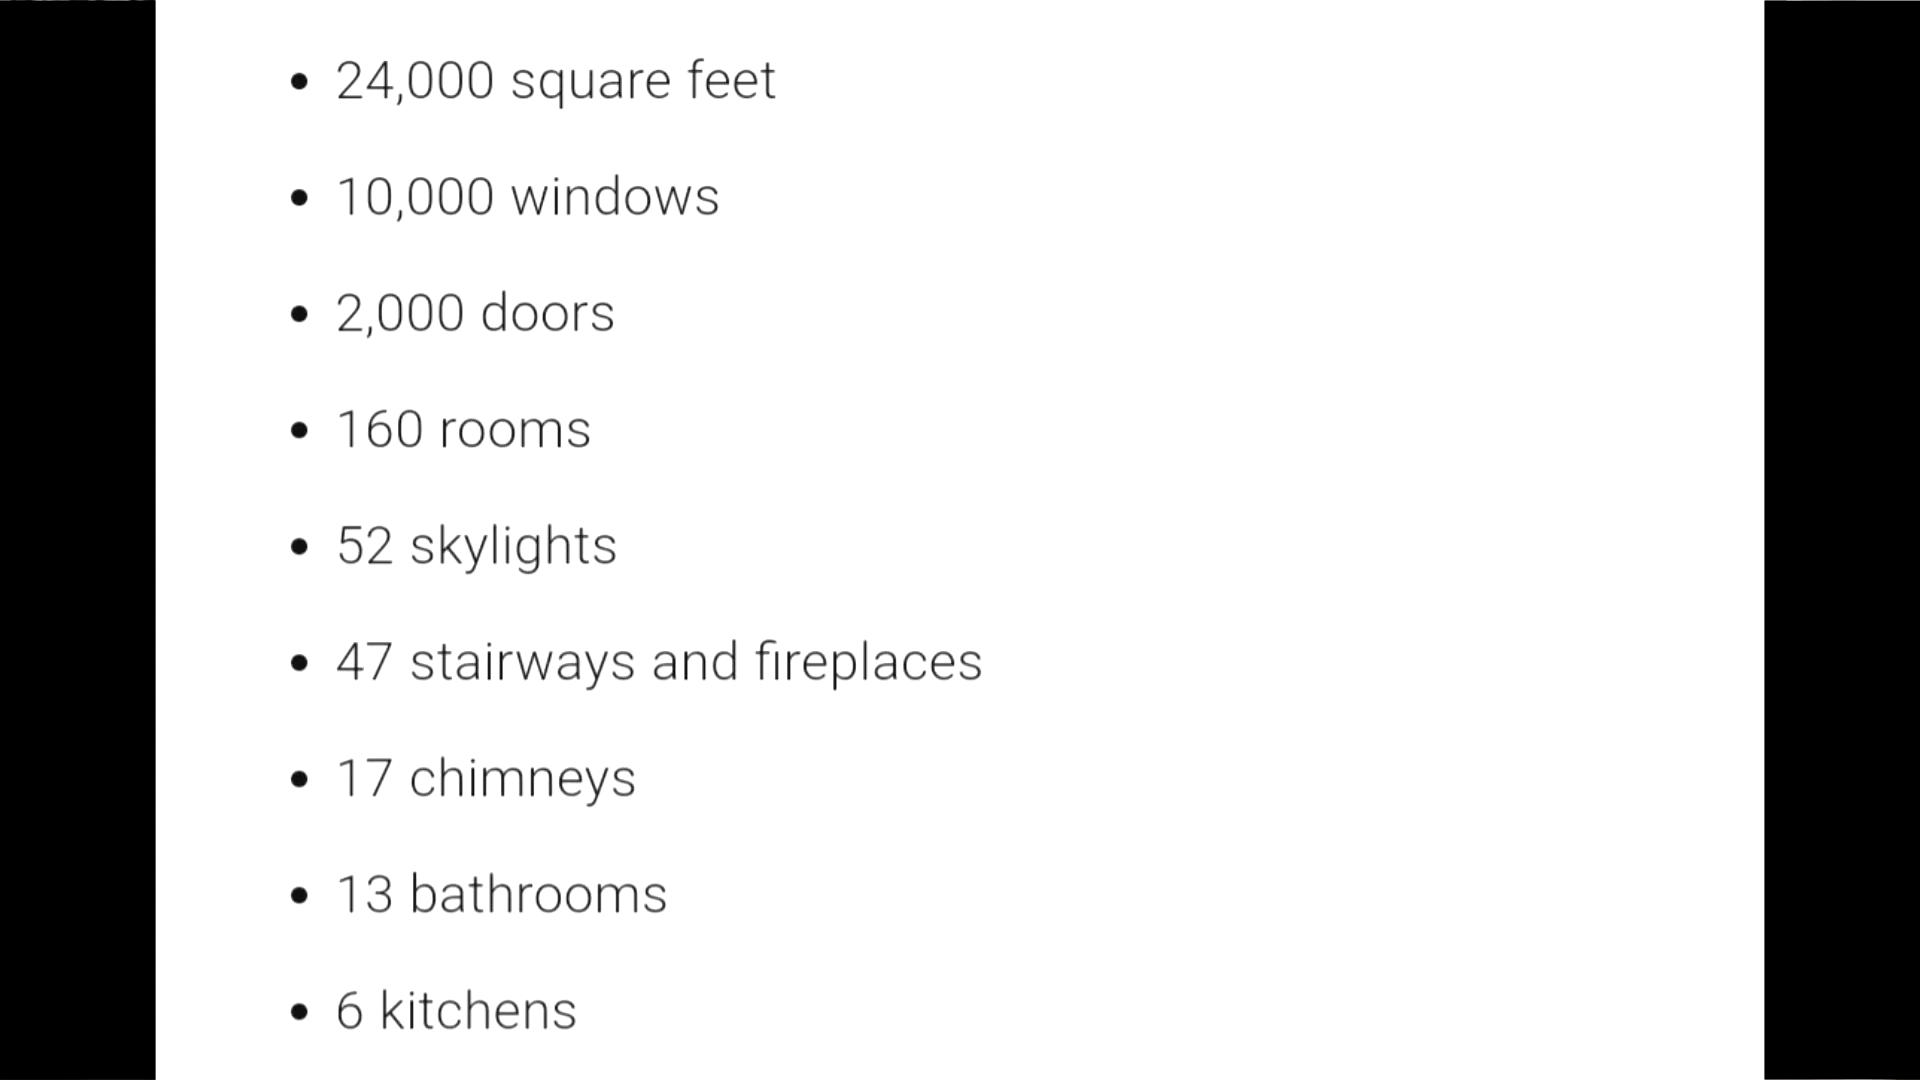 • 24,000 square feet
• 10,000 windows
• 2,000 doors
• 160 rooms
• 52 skylights
• 47 stairways and fireplaces
• 17 chimneys
• 13 bathrooms
• 6 kitchens